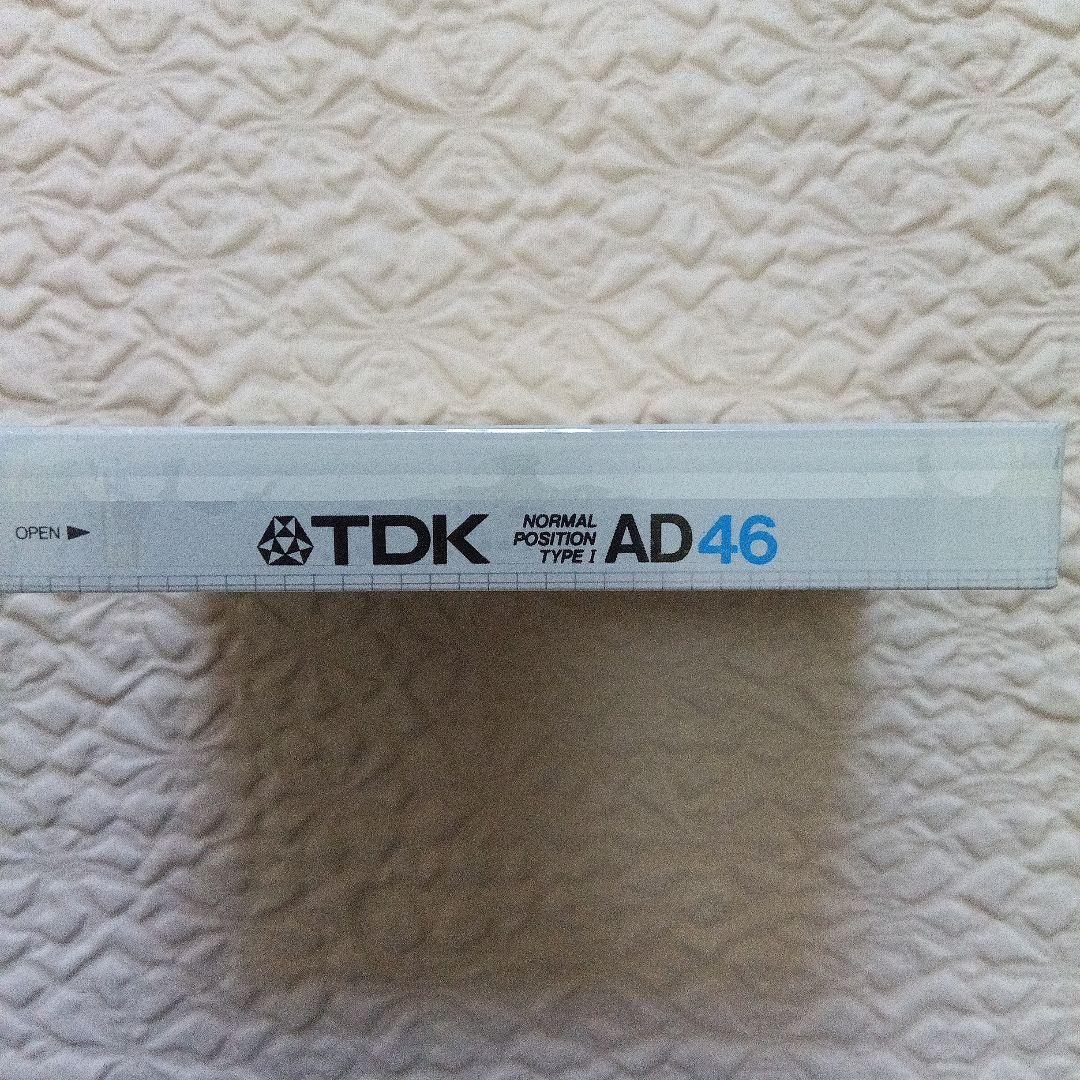 OPEN ▶
TDK
NORMAL
POSITION
TYPE I
AD46